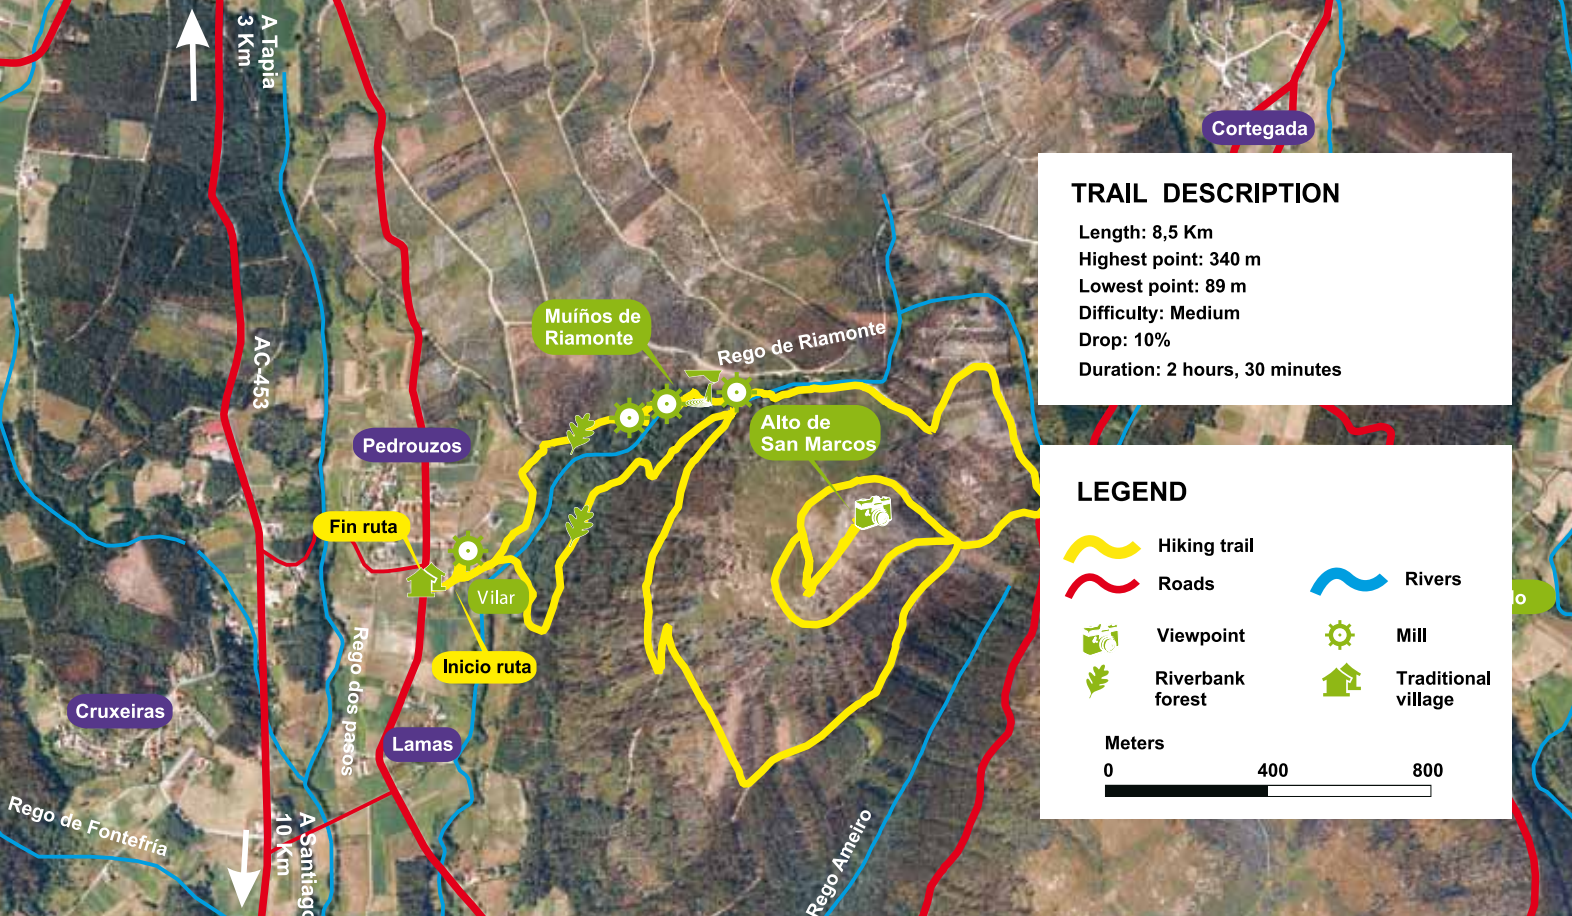 A Tapia
3 Km
Cortegada
TRAIL DESCRIPTION
Length: 8,5 Km
Highest point: 340 m
Lowest point: 89 m
Difficulty: Medium
Drop: 10%
Duration: 2 hours, 30 minutes
Muíños de
Riamonte
Rego de Riamonte
AC-453
Alto de
San Marcos
Pedrouzos
Fin ruta
Vilar
Inicio ruta
Rego dos pasos
Cruxeiras
Lamas
Rego de Fontefría
A Santiago
10 Km
Rego Ameiro
LEGEND
Hiking trail
Roads
Rivers
Viewpoint
Mill
Riverbank
forest
Traditional
village
Meters
0 400 800